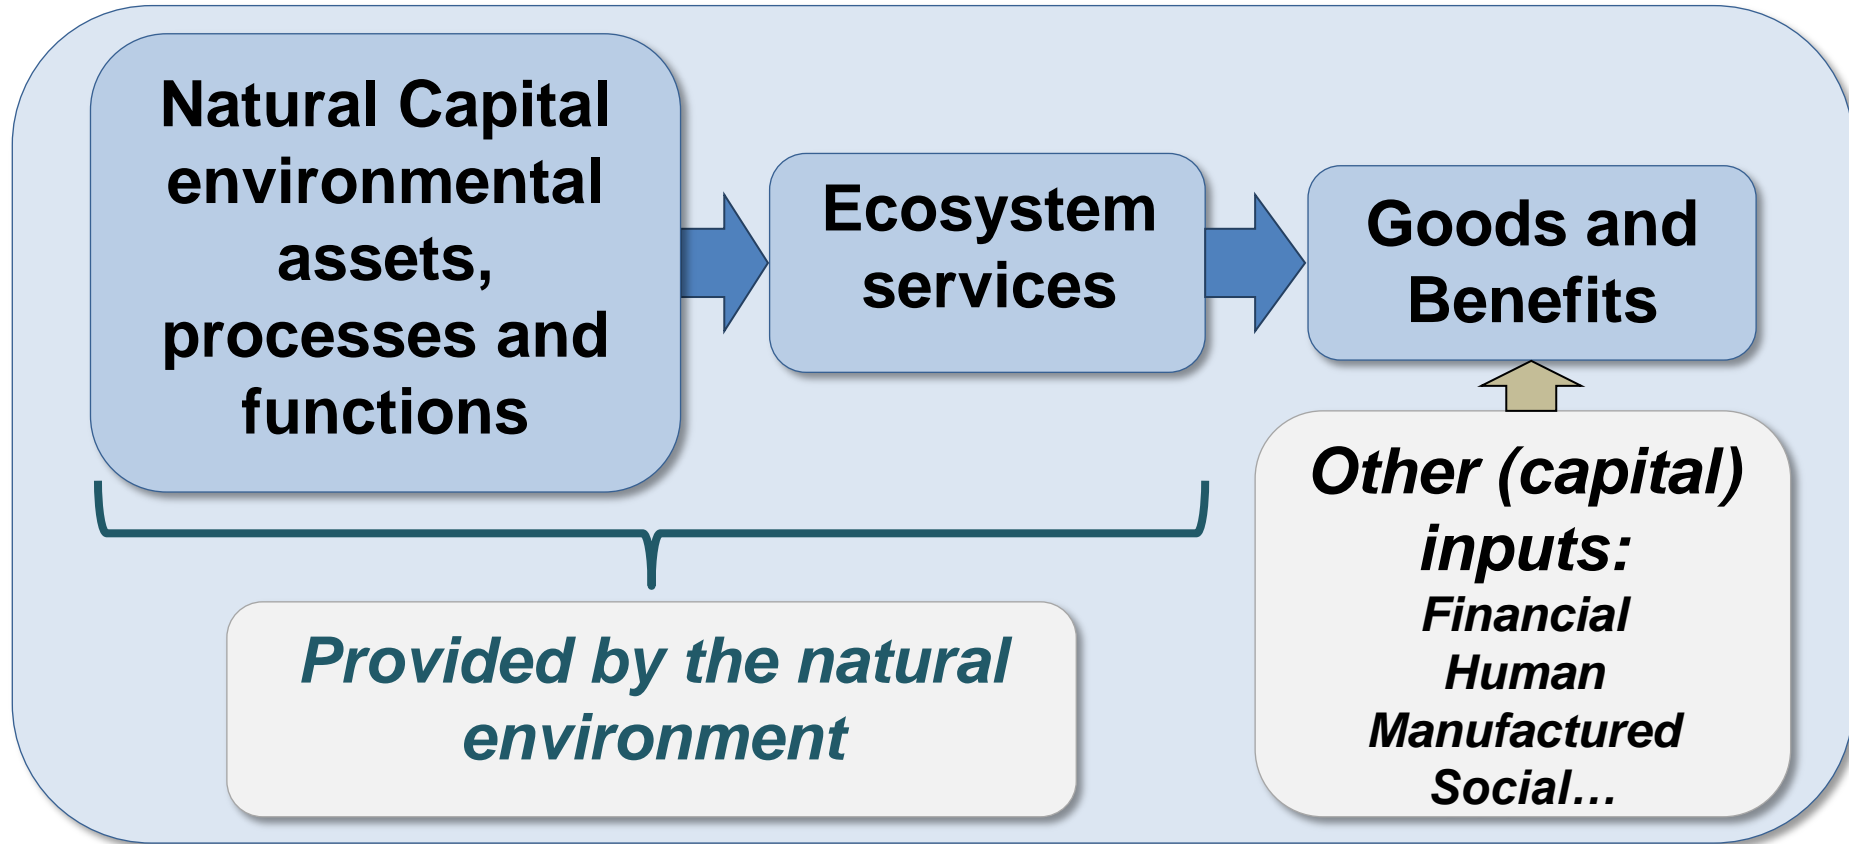 Natural Capital
environmental
assets,
processes and
functions
Ecosystem
services
Goods and
Benefits
Other (capital)
inputs:
Financial
Human
Manufactured
Social…
Provided by the natural
environment